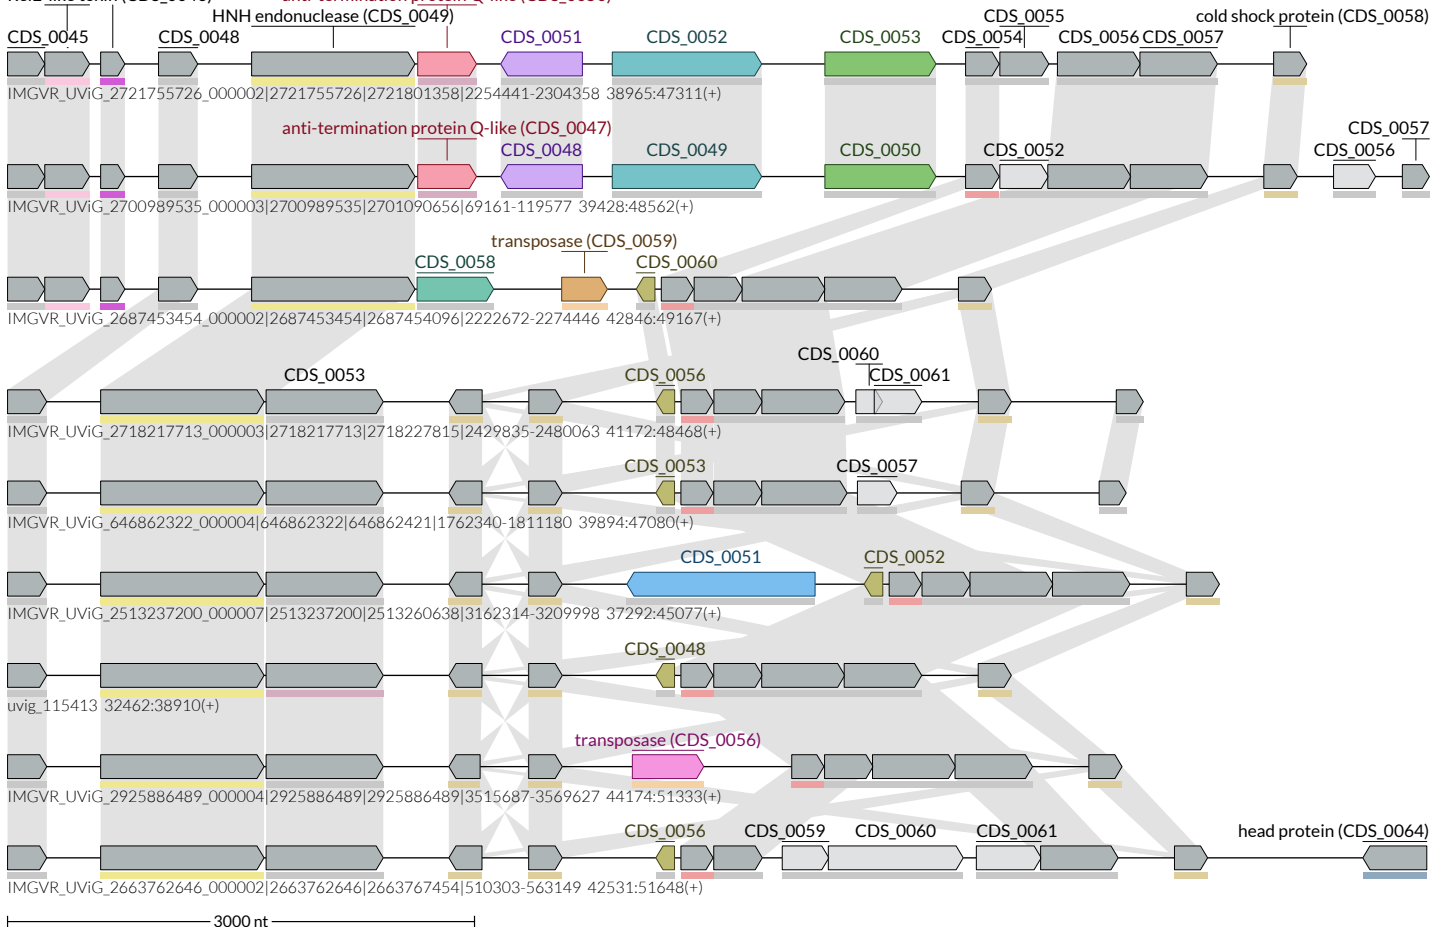 HNH endonuclease (CDS_0049)
CDS_0055
cold shock protein (CDS_0058)
CDS_0045 CDS_0048 CDS_0051 CDS_0052 CDS_0053 CDS_0054 CDS_0056 CDS_0057
IMGVR_UViG_2721755726_000002|2721755726|2721801358|2254441-2304358 38965:47311(+)
anti-termination protein Q-like (CDS_0047)
CDS_0057
CDS_0048 CDS_0049 CDS_0050 CDS_0052 CDS_0056
IMGVR_UViG_2700989535_000003|2700989535|2701090656|69161-119577 39428:48562(+)
transposase (CDS_0059)
CDS_0058 CDS_0060
IMGVR_UViG_2687453454_000002|2687453454|2687454096|2222672-2274446 42846:49167(+)
CDS_0060
CDS_0053 CDS_0056 CDS_0061
IMGVR_UViG_2718217713_000003|2718217713|2718227815|2429835-2480063 41172:48468(+)
CDS_0053 CDS_0057
IMGVR_UViG_646862322_000004|646862322|646862421|1762340-1811180 39894:47080(+)
CDS_0051 CDS_0052
IMGVR_UViG_2513237200_000007|2513237200|2513260638|3162314-3209998 37292:45077(+)
CDS_0048
uvig_115413 32462:38910(+)
transposase (CDS_0056)
IMGVR_UViG_2925886489_000004|2925886489|2925886489|3515687-3569627 44174:51333(+)
CDS_0056 CDS_0059 CDS_0060 CDS_0061 head protein (CDS_0064)
IMGVR_UViG_2663762646_000002|2663762646|2663767454|510303-563149 42531:51648(+)
3000 nt